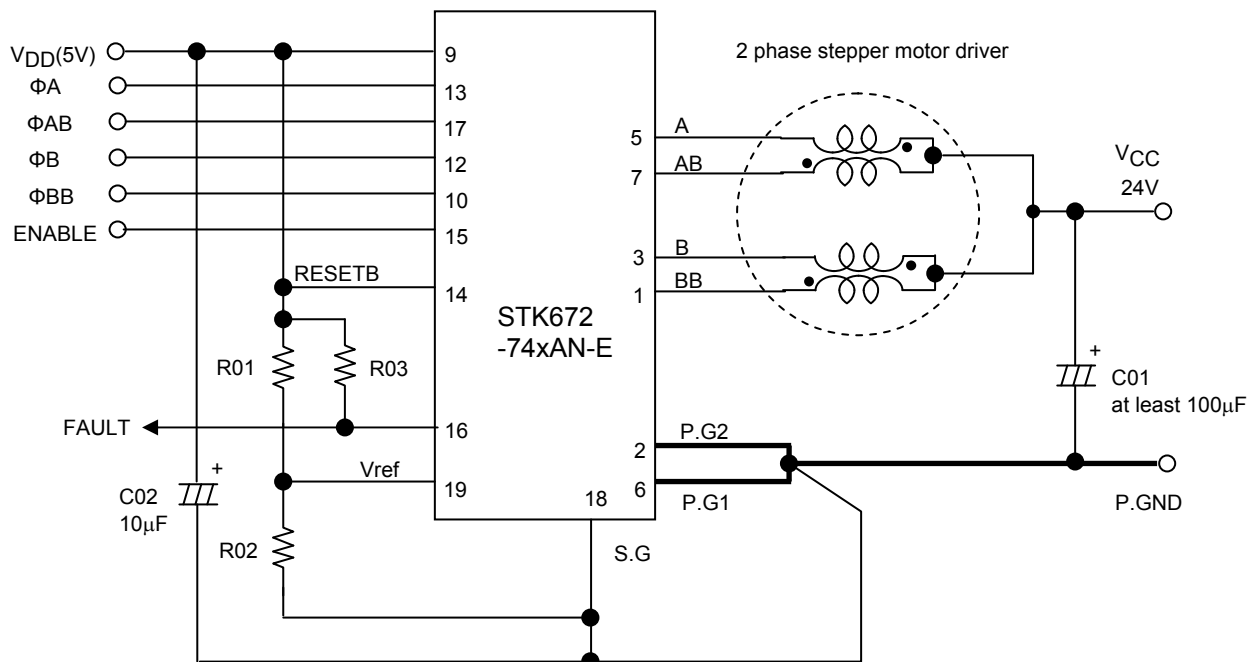 VDD(5V)
ΦA
ΦAB
ΦB
ΦBB
ENABLE
9
13
17
12
10
15
RESETB
14
STK672
-74xAN-E
R01
R03
FAULT
16
Vref
19
C02
10μF
+
R02
18
S.G
2 phase stepper motor driver
5
A
7
AB
3
B
1
BB
VCC
24V
+
C01
at least 100μF
2
P.G2
6
P.G1
P.GND